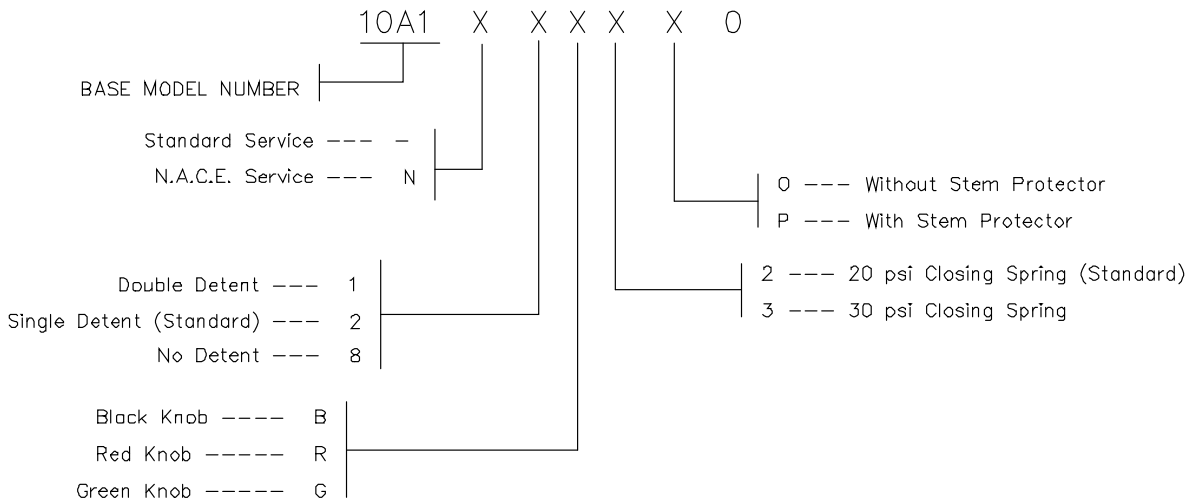 10A1 X X X X X 0
BASE MODEL NUMBER
Standard Service --- -
N.A.C.E. Service --- N
0 --- Without Stem Protector
P --- With Stem Protector
Double Detent --- 1
Single Detent (Standard) --- 2
No Detent --- 8
2 --- 20 psi Closing Spring (Standard)
3 --- 30 psi Closing Spring
Black Knob ---- B
Red Knob ----- R
Green Knob ----- G